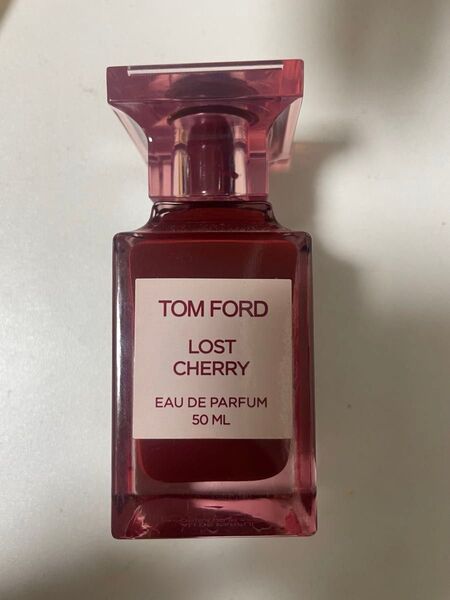 TOM FORD
LOST
CHERRY
EAU DE PARFUM
50 ML